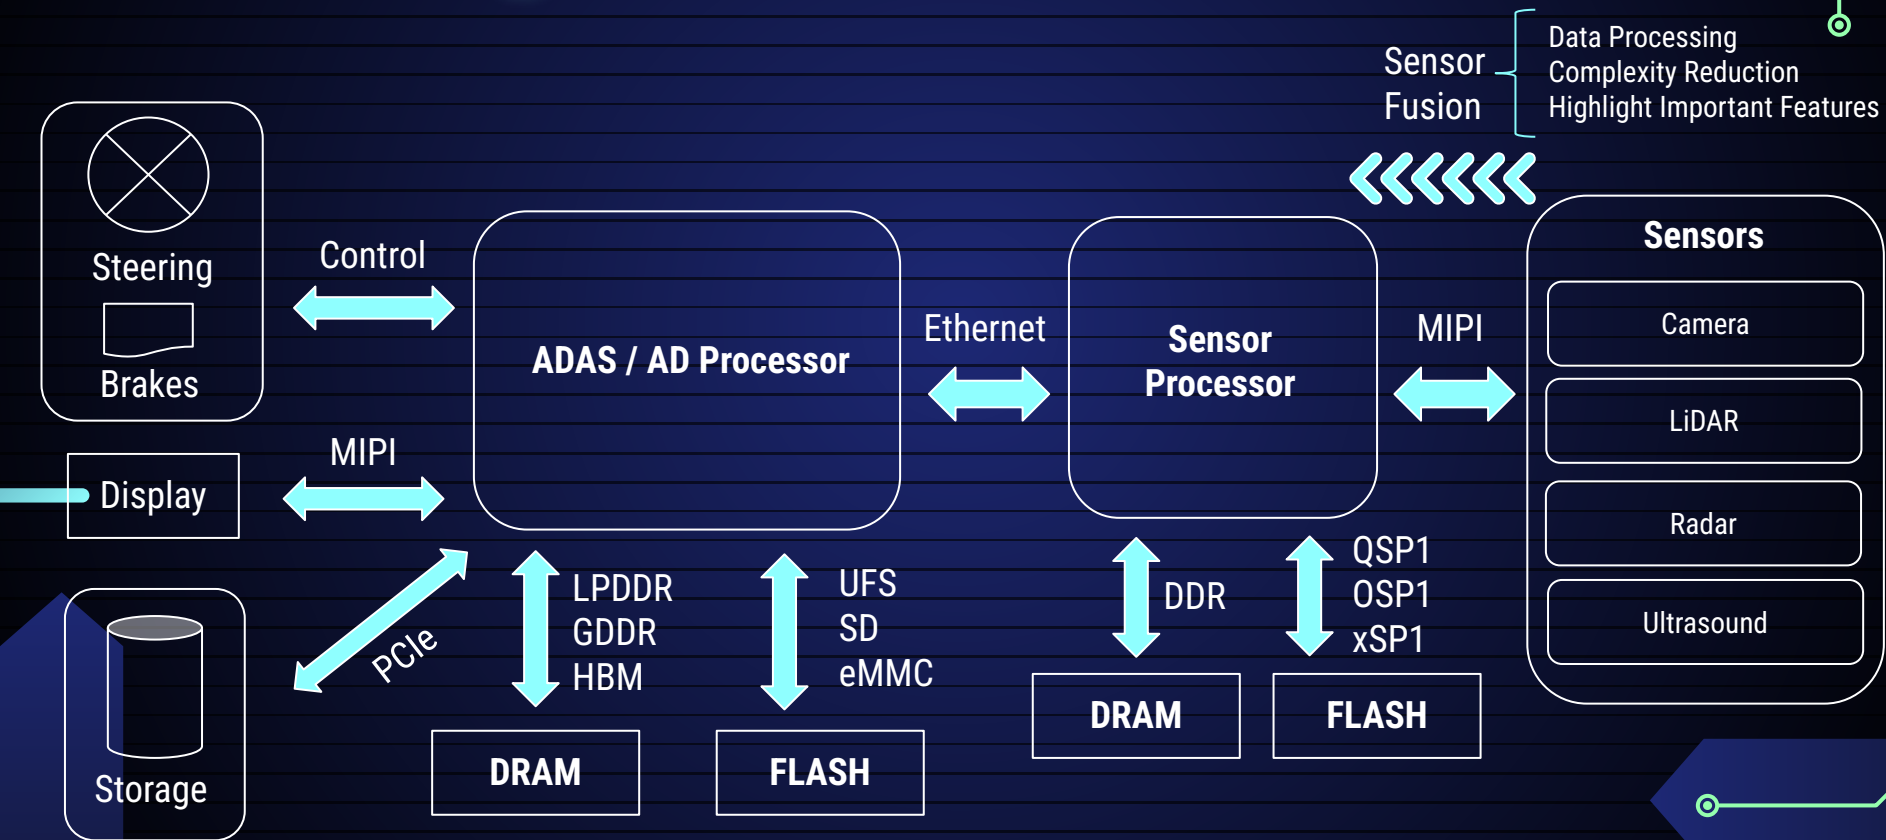 Sensor
Fusion
Data Processing
Complexity Reduction
Highlight Important Features
Steering
Brakes
Control
ADAS / AD Processor
Ethernet
Sensor
Processor
MIPI
Sensors
Camera
LiDAR
Radar
Ultrasound
Display
MIPI
Storage
PCIe
LPDDR
GDDR
HBM
UFS
SD
eMMC
DDR
QSP1
OSP1
xSP1
DRAM
FLASH
DRAM
FLASH